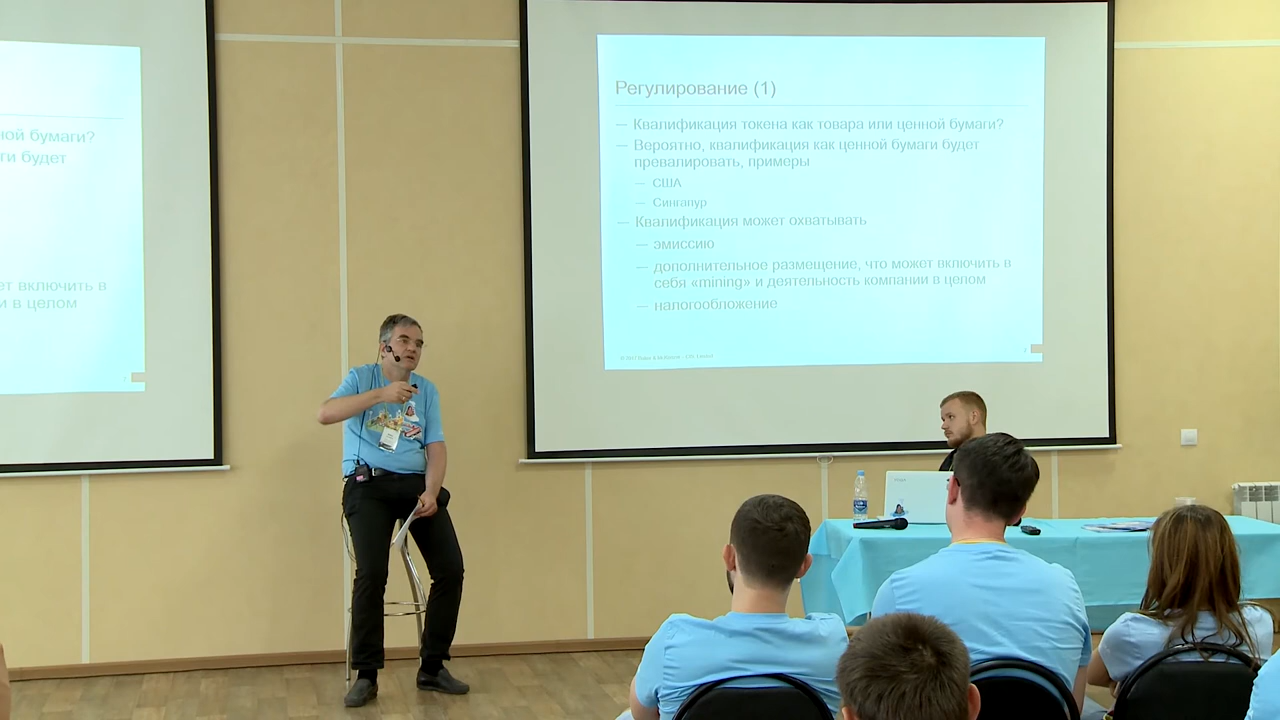 ной бумаги?
ги будет
ет включить в
и в целом
Регулирование (1)
— Квалификация токена как товара или ценной бумаги?
— Вероятно, квалификация как ценной бумаги будет
превалировать, примеры
— США
— Сингапур
— Квалификация может охватывать
— эмиссию
— дополнительное размещение, что может включить в
себя «mining» и деятельность компании в целом
— налогообложение